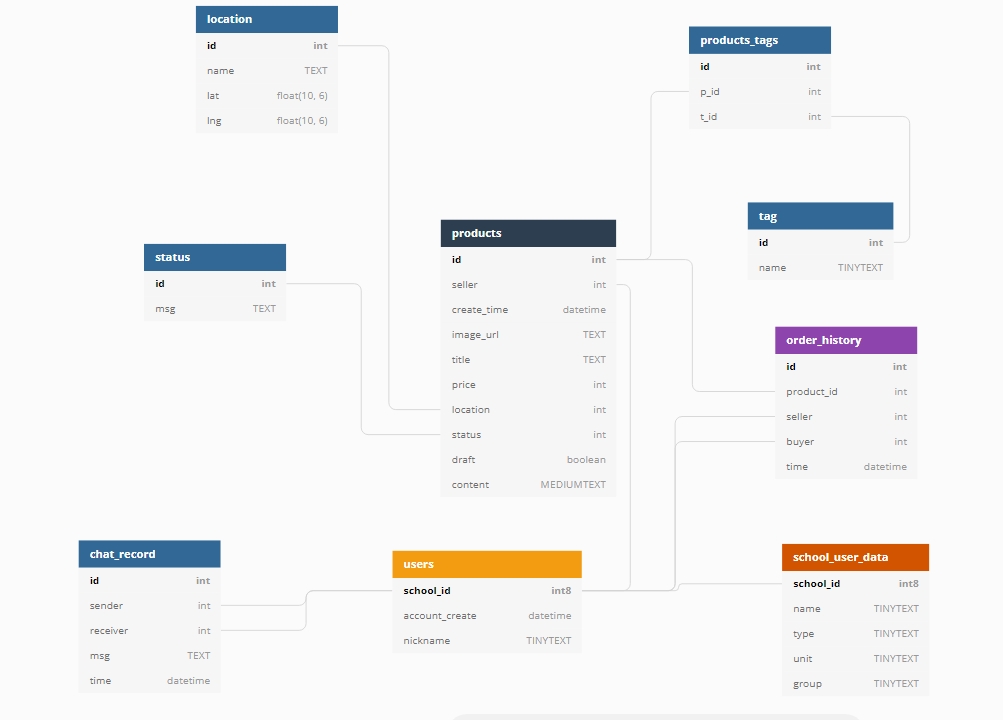 location
id int
name TEXT
lat float(10, 6)
lng float(10, 6)
products_tags
id int
p_id int
t_id int
tag
id int
name TINYTEXT
products
id int
seller int
create_time datetime
image_url TEXT
title TEXT
price int
location int
status int
draft boolean
content MEDIUMTEXT
status
id int
msg TEXT
order_history
id int
product_id int
seller int
buyer int
time datetime
chat_record
id int
sender int
receiver int
msg TEXT
time datetime
users
school_id int8
account_create datetime
nickname TINYTEXT
school_user_data
school_id int8
name TINYTEXT
type TINYTEXT
unit TINYTEXT
group TINYTEXT